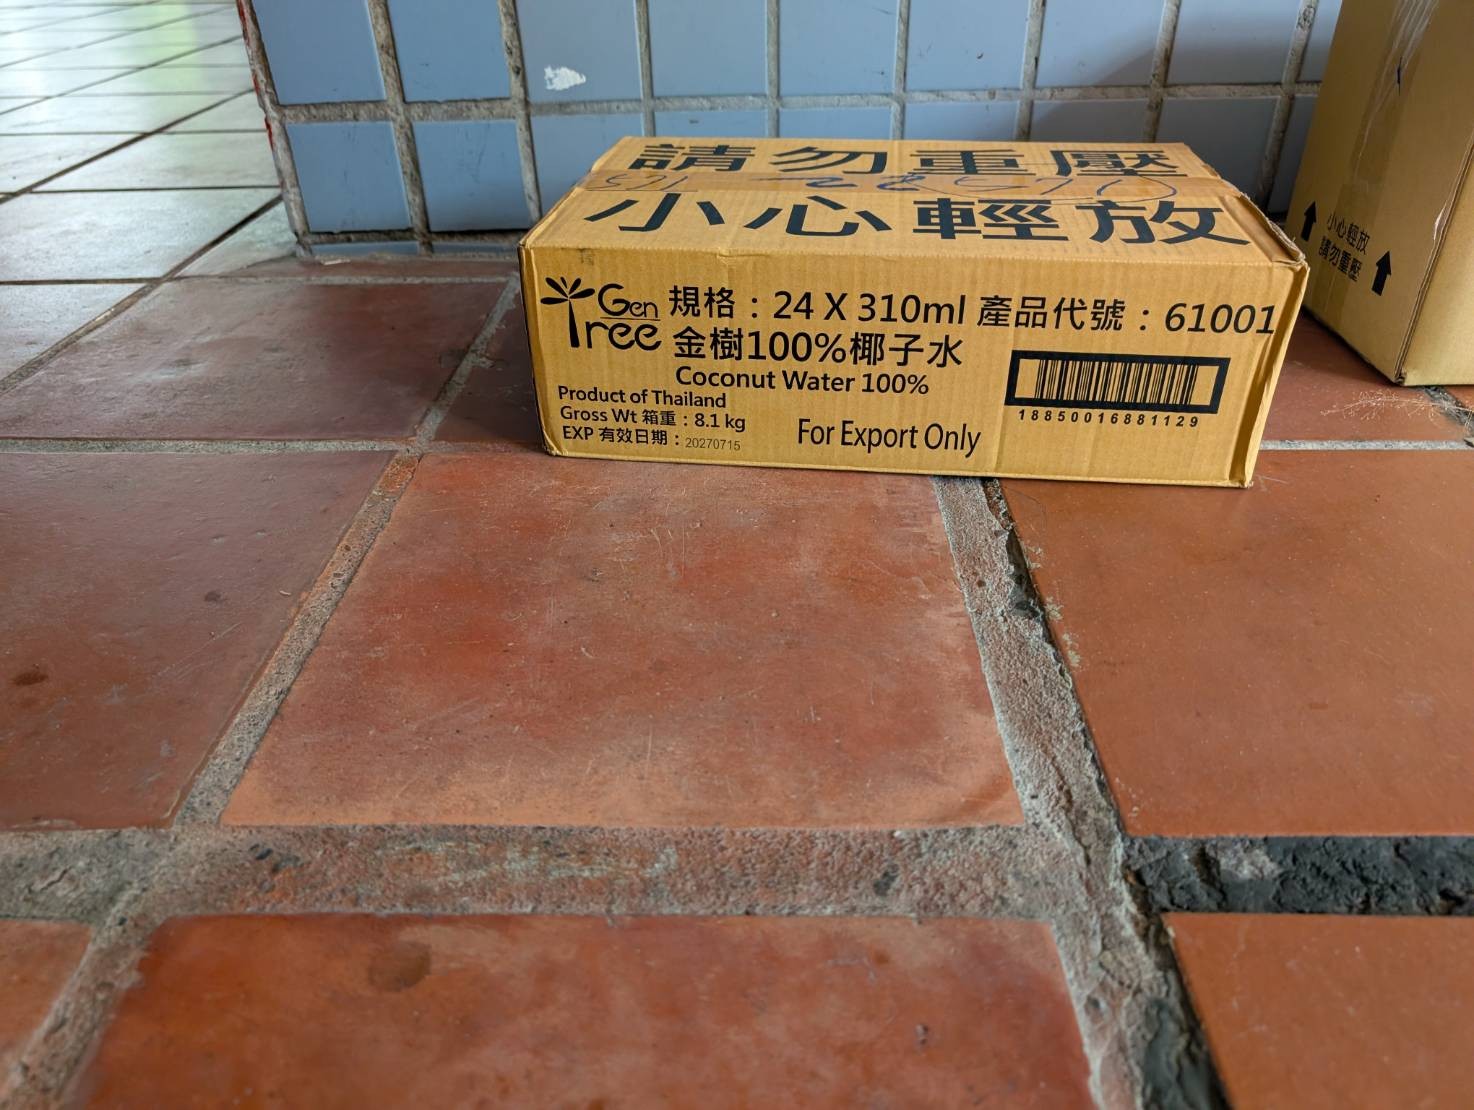 請勿重壓
小心輕放
Gen Tree
規格：24 X 310ml 產品代號：61001
金樹100%椰子水
Coconut Water 100%
Product of Thailand
Gross Wt 箱重：8.1 kg
EXP 有效日期：20270715
For Export Only
18850016881129
小心輕放
請勿重壓